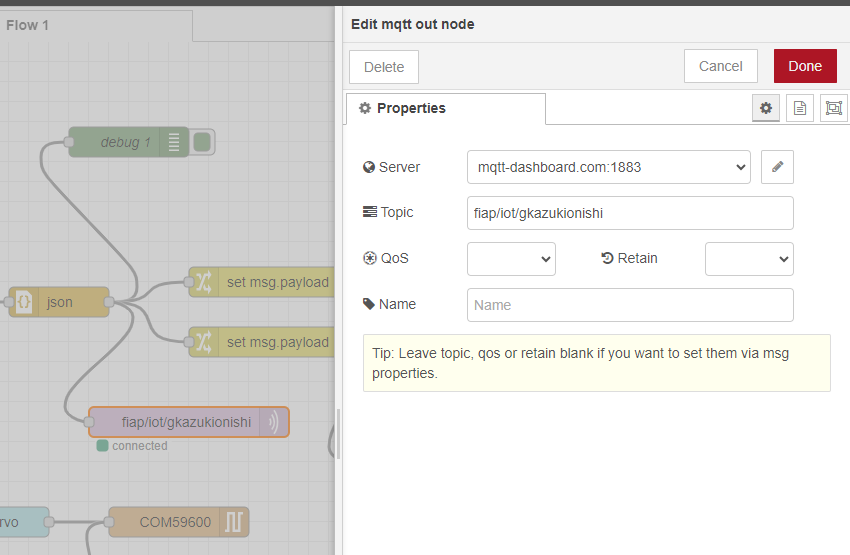 Flow 1
debug 1
json
set msg.payload
set msg.payload
fiap/iot/gkazukionishi
connected
rvo
COM59600
Edit mqtt out node
Delete
Cancel
Done
Properties
Server
mqtt-dashboard.com:1883
Topic
fiap/iot/gkazukionishi
QoS
Retain
Name
Name
Tip: Leave topic, qos or retain blank if you want to set them via msg
properties.